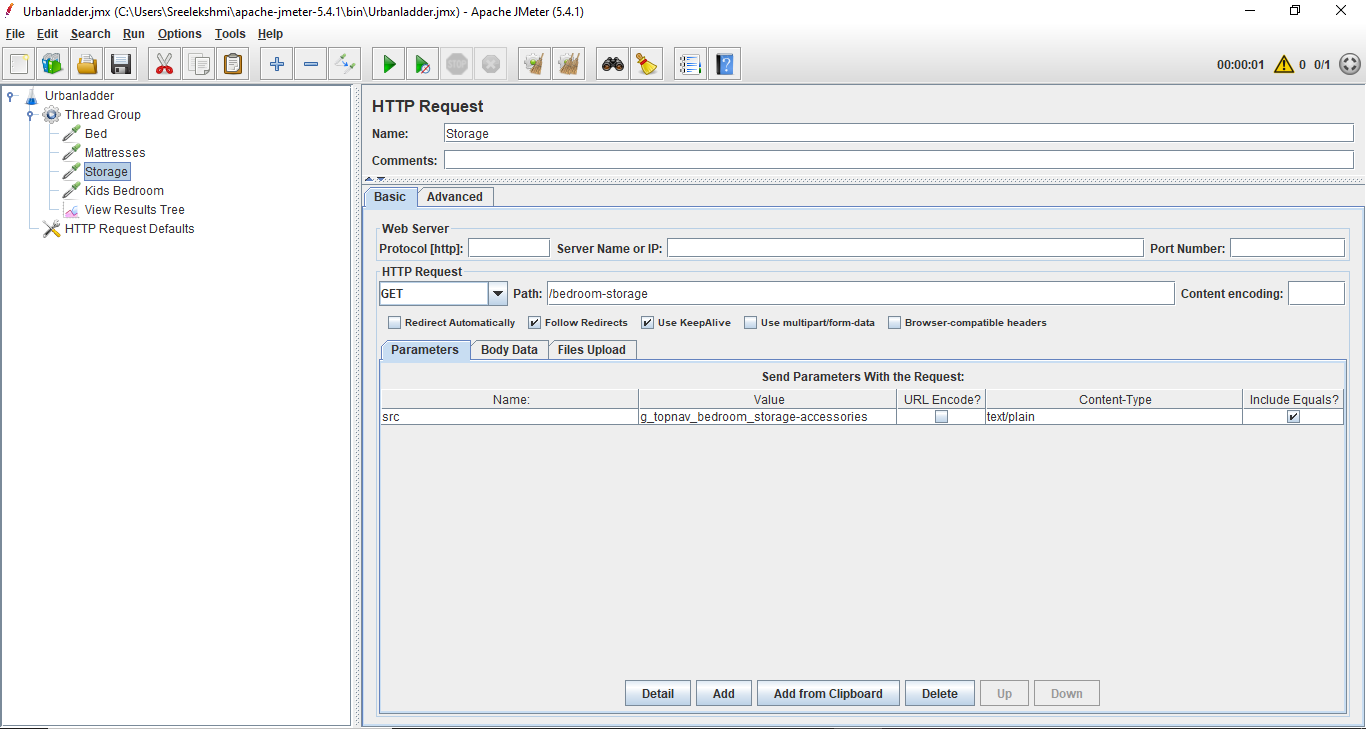 Urbanladder.jmx (C:\Users\Sreelekshmi\apache-jmeter-5.4.1\bin\Urbanladder.jmx) - Apache JMeter (5.4.1)
File Edit Search Run Options Tools Help
STOP 00:00:01 0 0/1
Urbanladder
Thread Group
Bed
Mattresses
Storage
Kids Bedroom
View Results Tree
HTTP Request Defaults
HTTP Request
Name: Storage
Comments:
Basic Advanced
Web Server
Protocol [http]: Server Name or IP: Port Number:
HTTP Request
GET Path: /bedroom-storage Content encoding:
Redirect Automatically Follow Redirects Use KeepAlive Use multipart/form-data Browser-compatible headers
Parameters Body Data Files Upload
Send Parameters With the Request:
Name: Value URL Encode? Content-Type Include Equals?
src g_topnav_bedroom_storage-accessories text/plain
Detail Add Add from Clipboard Delete Up Down